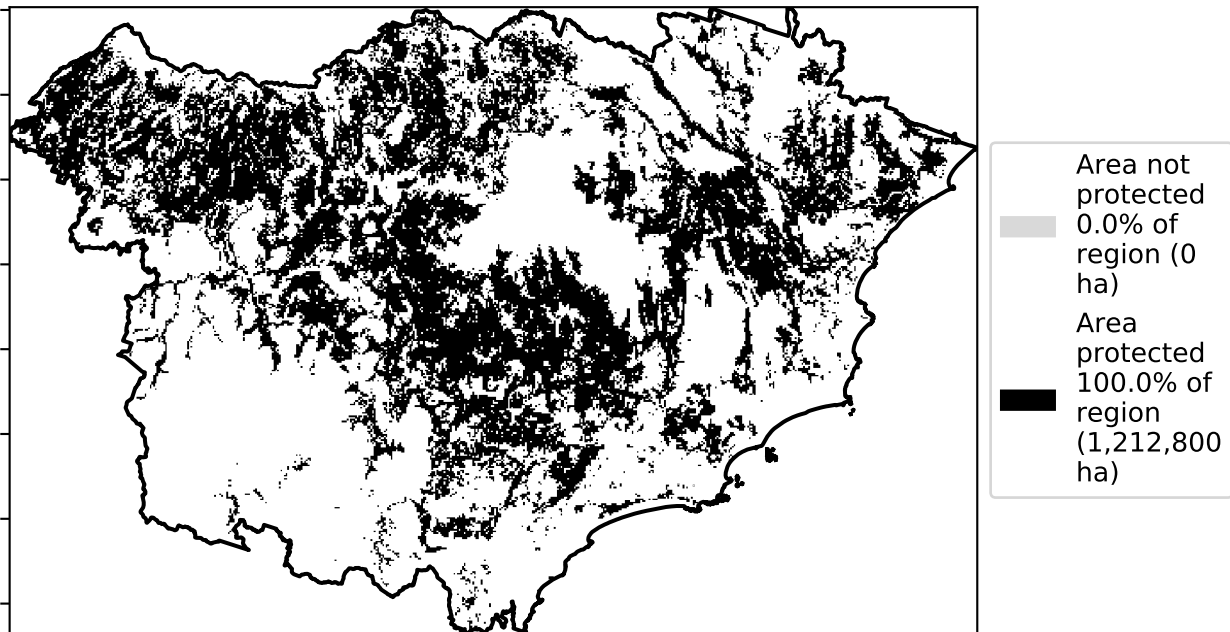 Area not
protected
0.0% of
region (0
ha)
Area
protected
100.0% of
region
(1,212,800
ha)